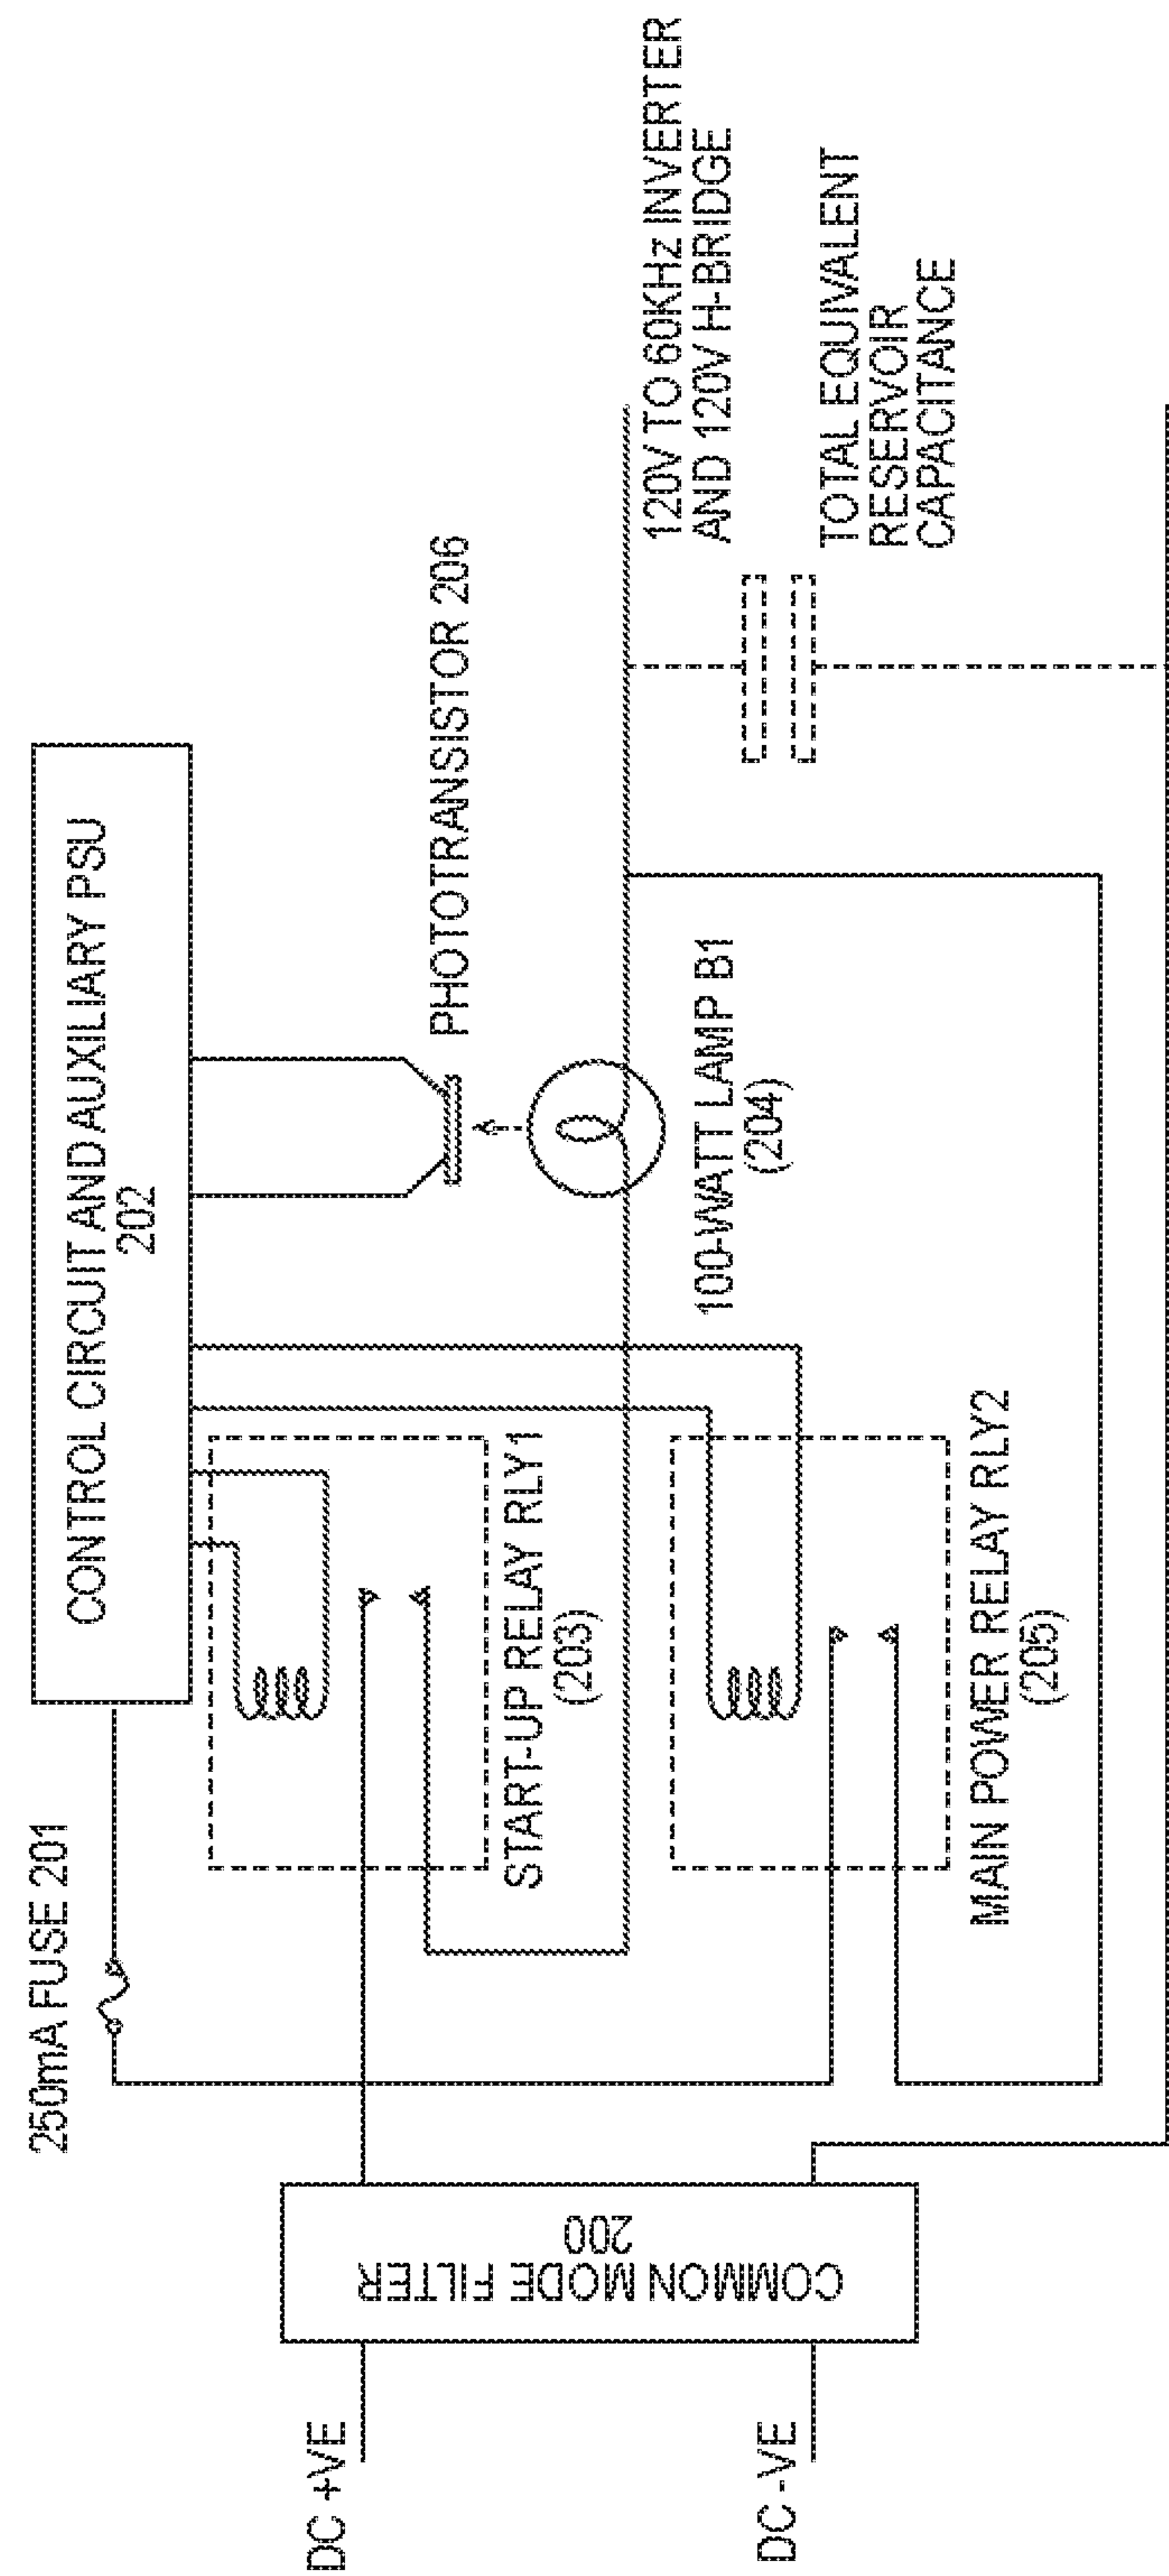 250mA FUSE 201
CONTROL CIRCUIT AND AUXILIARY PSU
202
DC +VE
DC -VE
COMMON MODE FILTER
200
START-UP RELAY RLY1
(203)
MAIN POWER RELAY RLY2
(205)
PHOTOTRANSISTOR 206
100-WATT LAMP B1
(204)
120V TO 60KHz INVERTER
AND 120V H-BRIDGE
TOTAL EQUIVALENT
RESERVOIR
CAPACITANCE